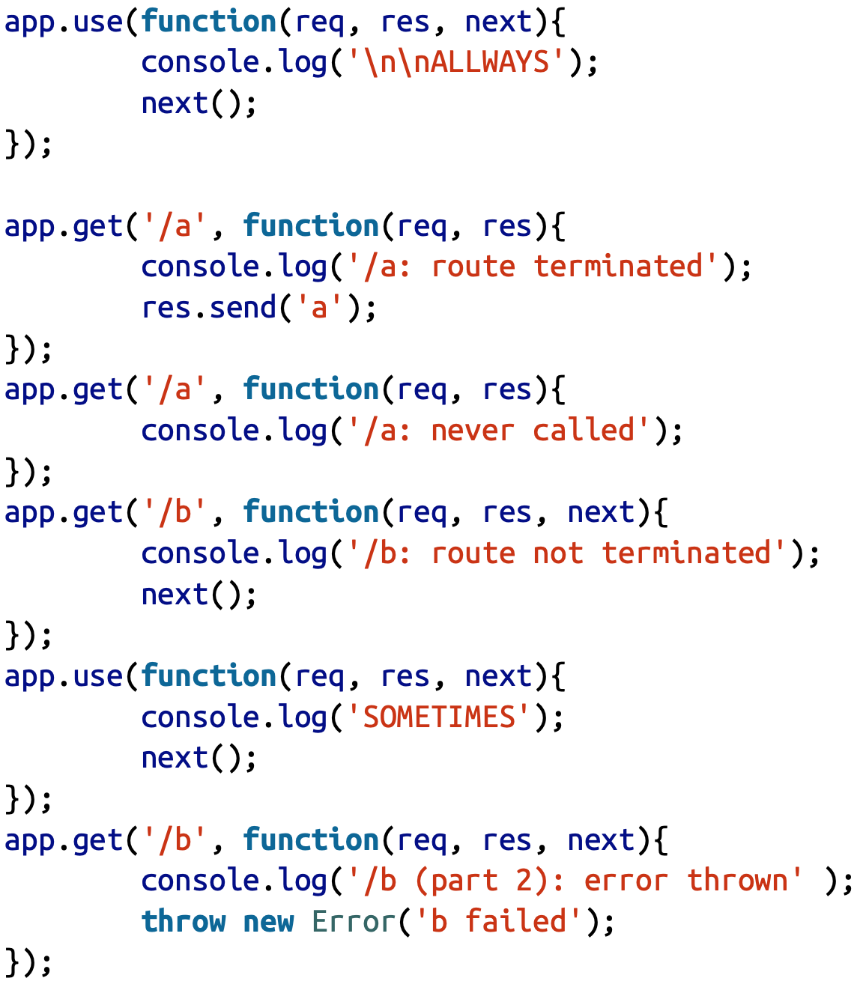 app.use(function(req, res, next){
        console.log('\n\nALLWAYS');
        next();
});

app.get('/a', function(req, res){
        console.log('/a: route terminated');
        res.send('a');
});
app.get('/a', function(req, res){
        console.log('/a: never called');
});
app.get('/b', function(req, res, next){
        console.log('/b: route not terminated');
        next();
});
app.use(function(req, res, next){
        console.log('SOMETIMES');
        next();
});
app.get('/b', function(req, res, next){
        console.log('/b (part 2): error thrown' );
        throw new Error('b failed');
});